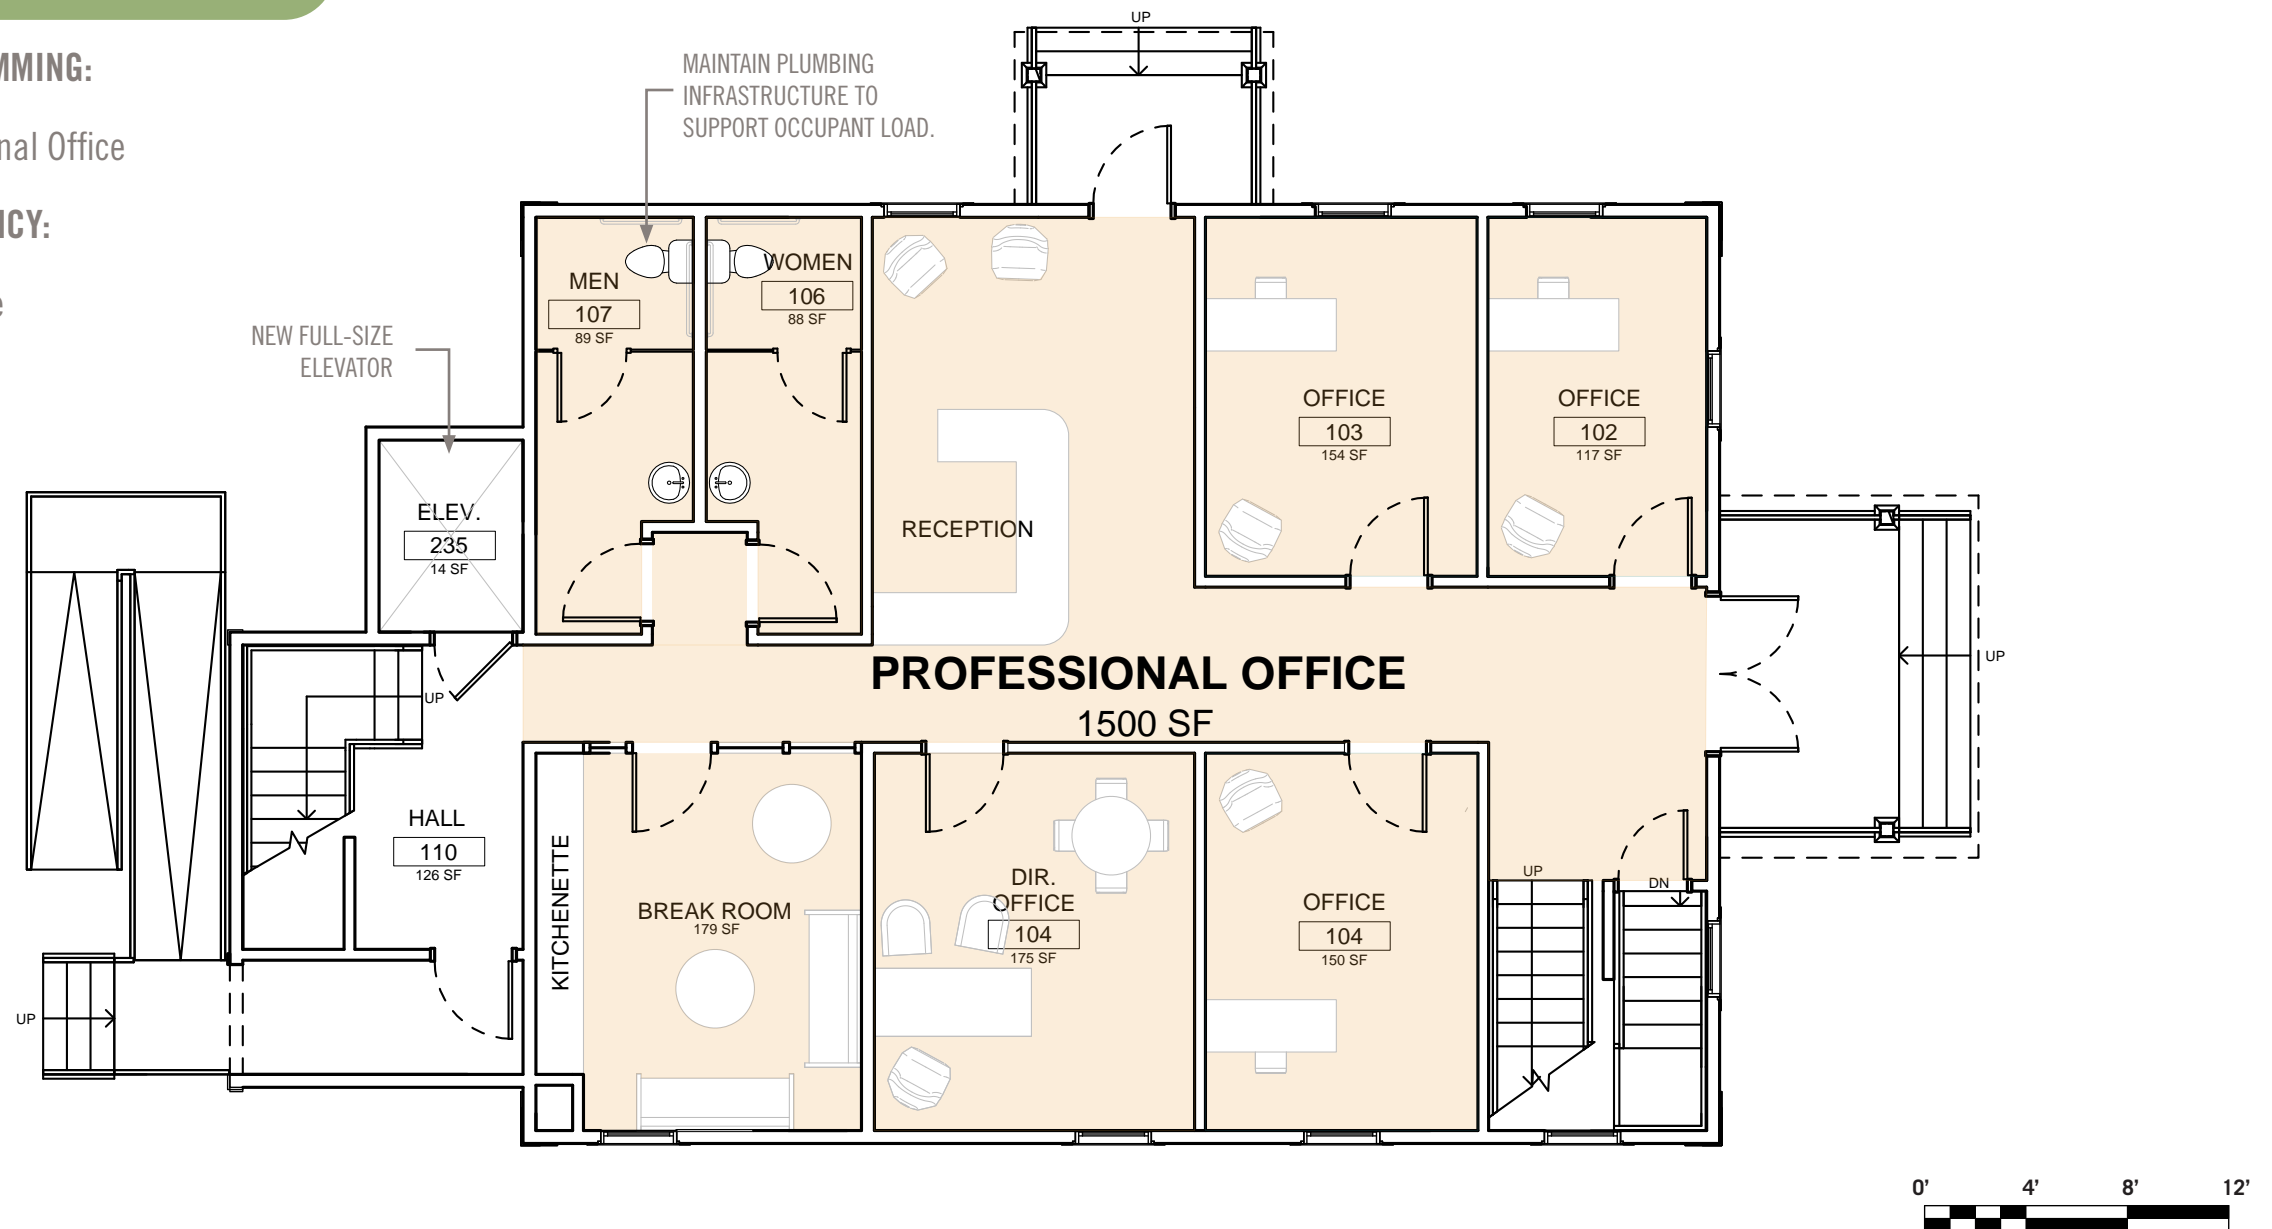 MMING:
nal Office
NCY:
e
UP
MAINTAIN PLUMBING
INFRASTRUCTURE TO
SUPPORT OCCUPANT LOAD.
NEW FULL-SIZE
ELEVATOR
MEN
107
89 SF
WOMEN
106
88 SF
ELEV.
235
14 SF
RECEPTION
OFFICE
103
154 SF
OFFICE
102
117 SF
UP
UP
PROFESSIONAL OFFICE
1500 SF
HALL
110
126 SF
KITCHENETTE
BREAK ROOM
179 SF
DIR.
OFFICE
104
175 SF
OFFICE
104
150 SF
UP
DN
UP
0' 4' 8' 12'